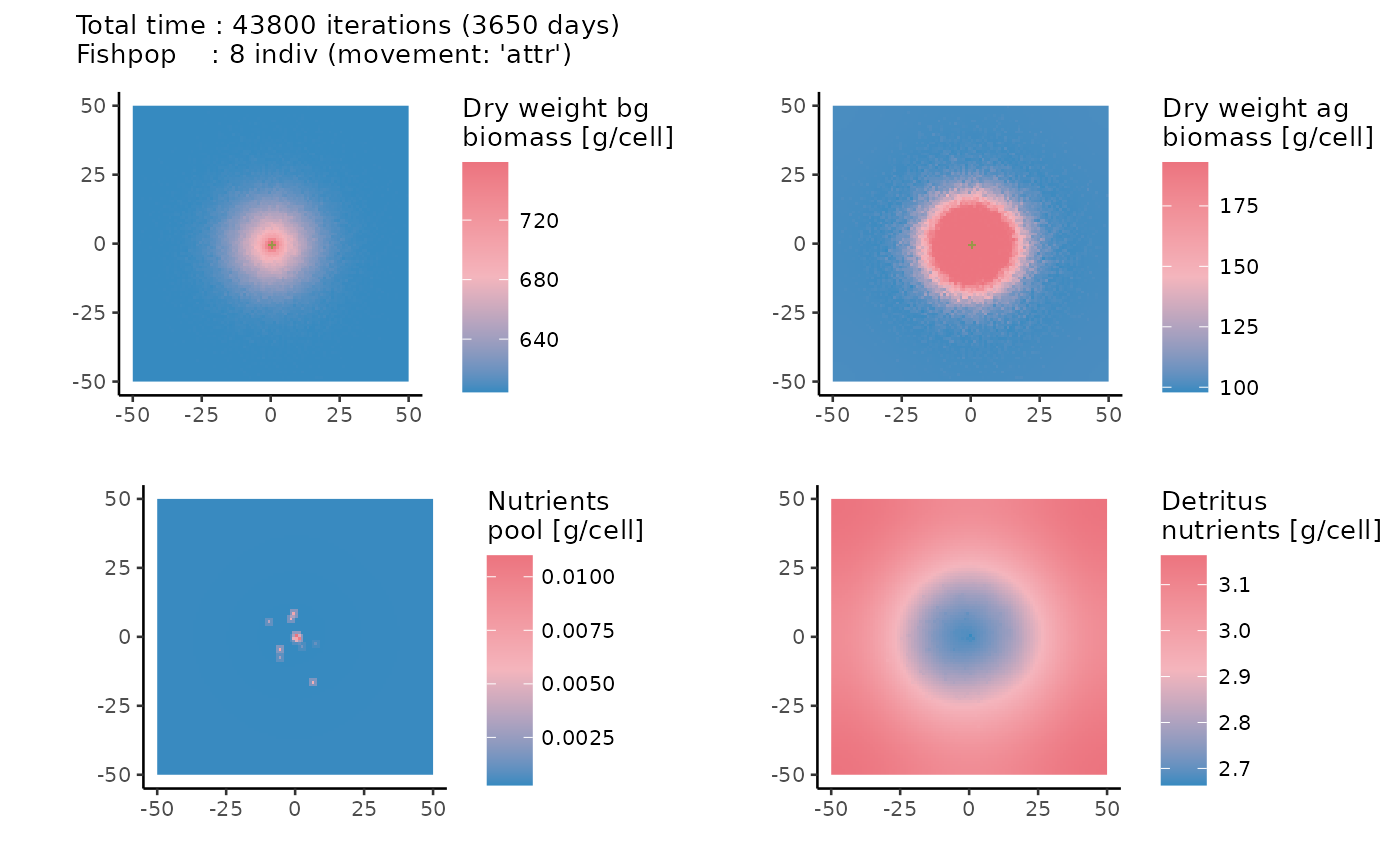 Total time : 43800 iterations (3650 days)
Fishpop    : 8 indiv (movement: 'attr')
Dry weight bg
biomass [g/cell]
50
25
0
-25
-50
-50 -25 0 25 50
720
680
640
Dry weight ag
biomass [g/cell]
50
25
0
-25
-50
-50 -25 0 25 50
175
150
125
100
Nutrients
pool [g/cell]
50
25
0
-25
-50
-50 -25 0 25 50
0.0100
0.0075
0.0050
0.0025
Detritus
nutrients [g/cell]
50
25
0
-25
-50
-50 -25 0 25 50
3.1
3.0
2.9
2.8
2.7